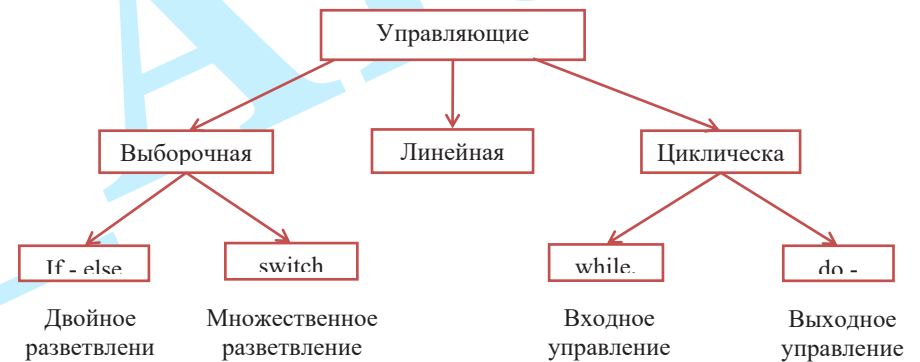 Управляющие
Выборочная
Линейная
Циклическа
If - else
switch
while.
do -
Двойное
разветвлени
Множественное
разветвление
Входное
управление
Выходное
управление